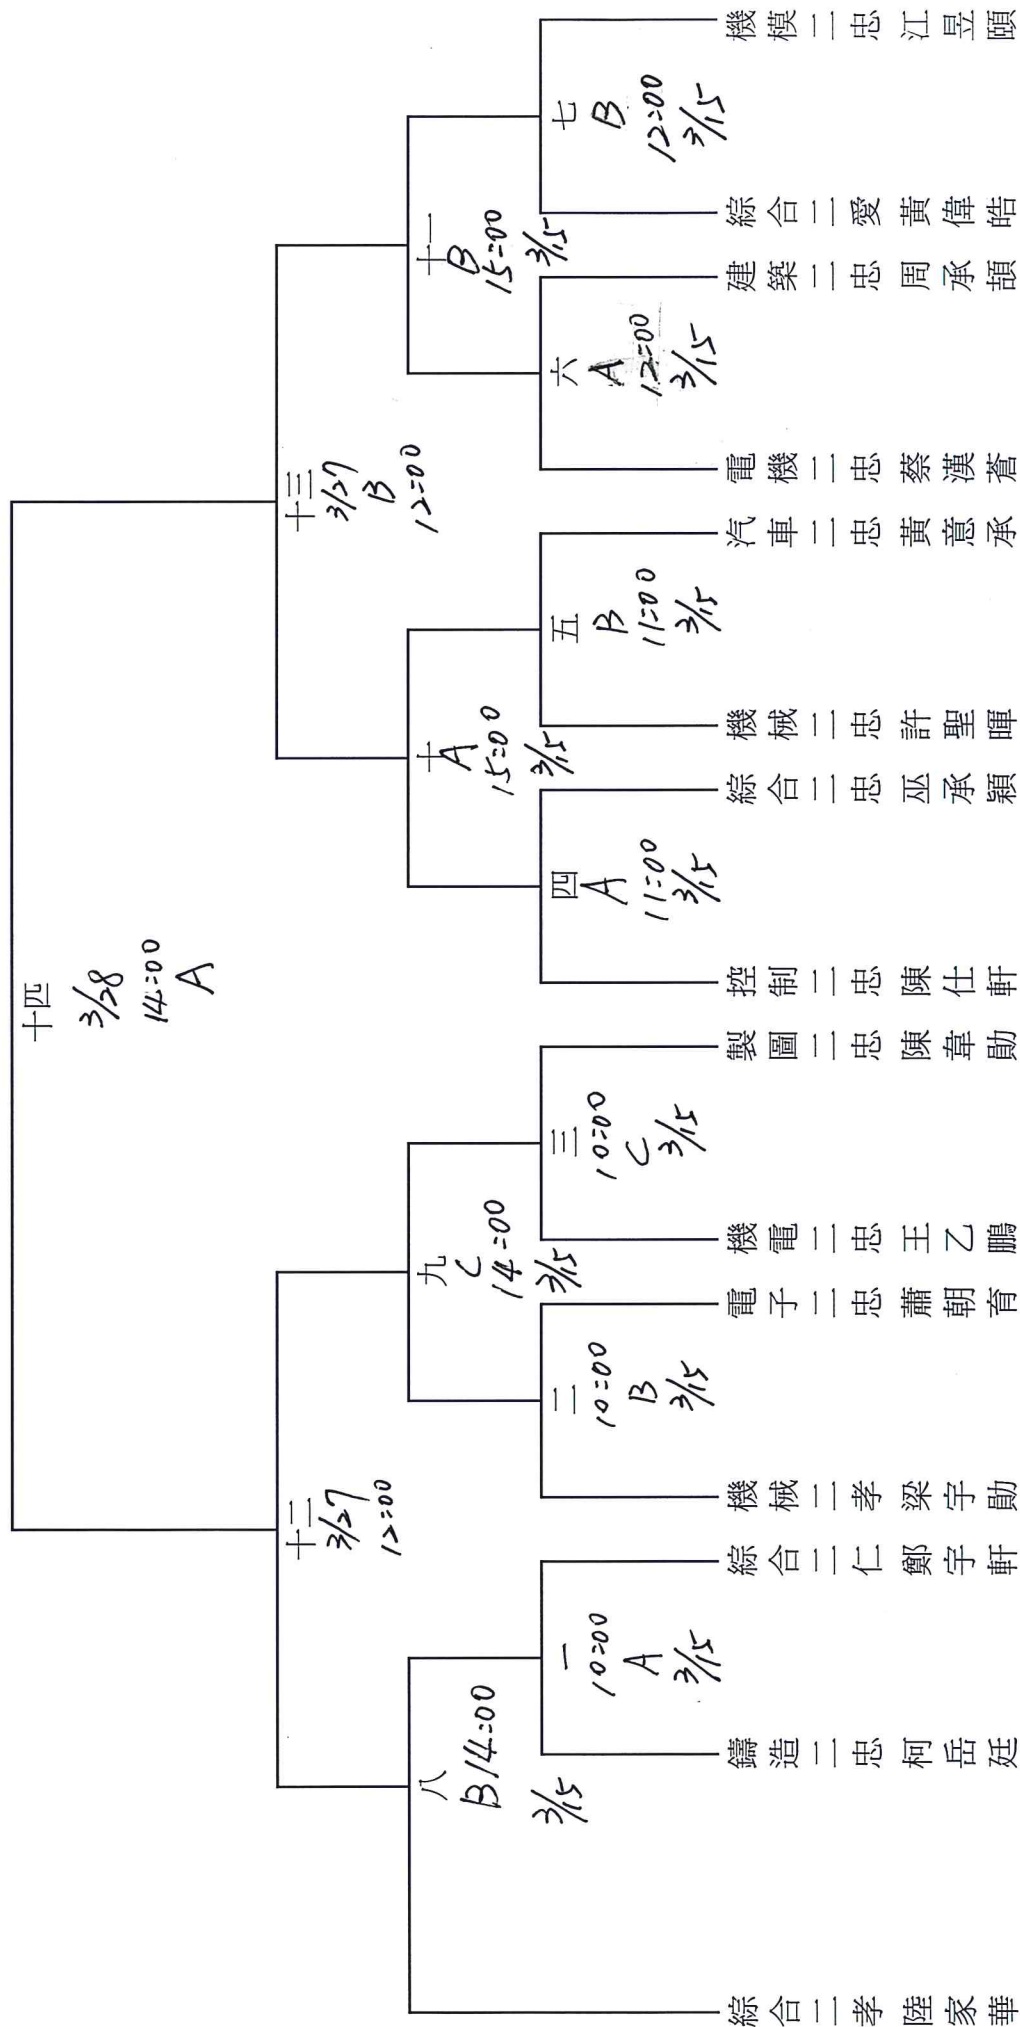 十四
3/28
14:00
A
十二
3/27
12:00
十三
3/27
B
12:00
八
B 14:00
3/15
九
C
14:00
3/15
十
A
15:00
3/15
十一
B
15:00
3/15
一
10:00
A
3/15
二
10:00
B
3/15
三
10:00
C
3/15
四
A
11:00
3/15
五
B
11:00
3/15
六
A
12:00
3/15
七
B
12:00
3/15
綜合二孝 陸家華
鑄造二忠 柯岳廷
綜合二仁 鄭宇軒
機械二孝 梁宇勛
電子二忠 蕭朝育
機電二忠 王乙鵬
製圖二忠 陳韋勛
控制二忠 陳仕軒
綜合二忠 巫承穎
機械二忠 許聖暉
汽車二忠 黃意承
電機二忠 蔡漢蒼
建築二忠 周承頡
綜合二愛 黃偉皓
機模二忠 江昱頤